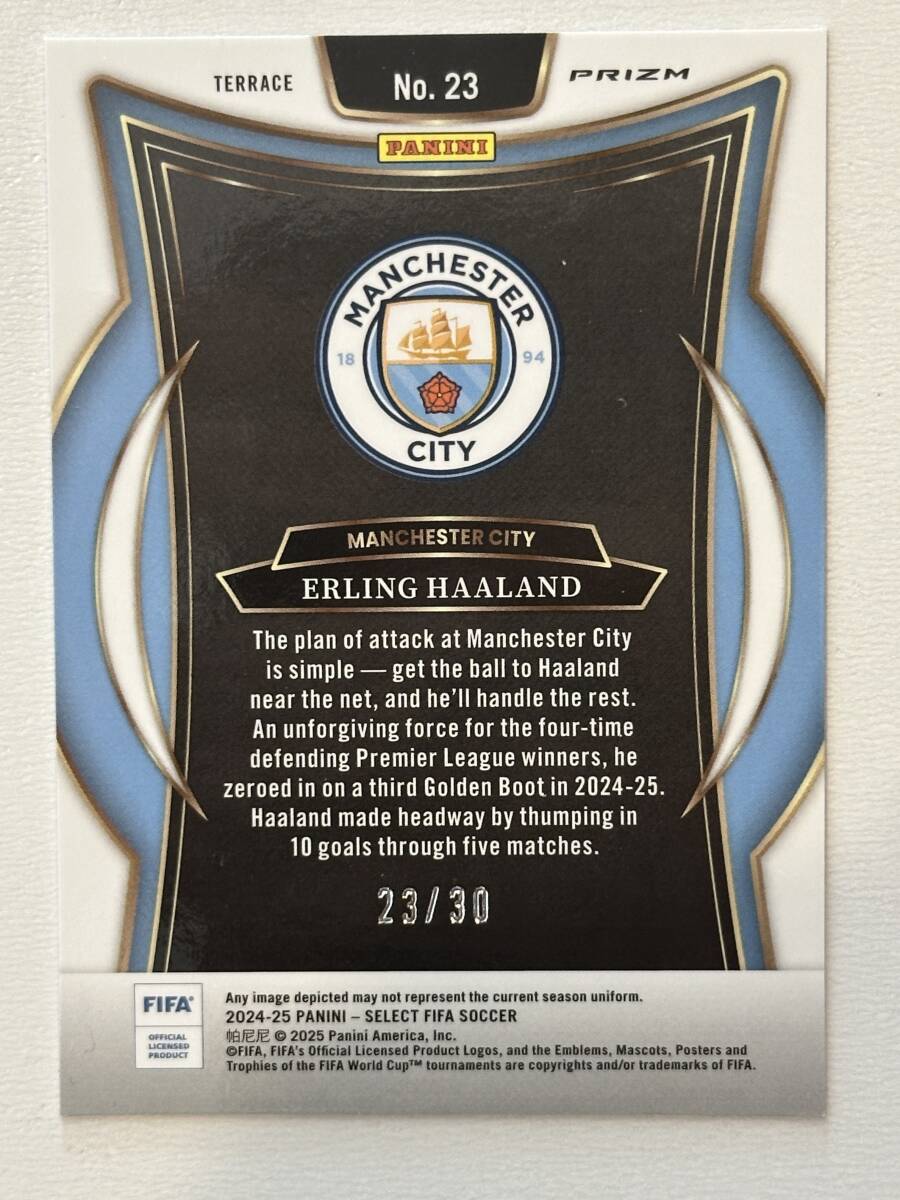 TERRACE
No. 23
PRIZM
PANINI
MANCHESTER
18 94
CITY
MANCHESTER CITY
ERLING HAALAND
The plan of attack at Manchester City
is simple — get the ball to Haaland
near the net, and he'll handle the rest.
An unforgiving force for the four-time
defending Premier League winners, he
zeroed in on a third Golden Boot in 2024-25.
Haaland made headway by thumping in
10 goals through five matches.
23/30
FIFA®
OFFICIAL
LICENSED
PRODUCT
Any image depicted may not represent the current season uniform.
2024-25 PANINI – SELECT FIFA SOCCER
帕尼尼 © 2025 Panini America, Inc.
©FIFA, FIFA's Official Licensed Product Logos, and the Emblems, Mascots, Posters and
Trophies of the FIFA World Cup™ tournaments are copyrights and/or trademarks of FIFA.